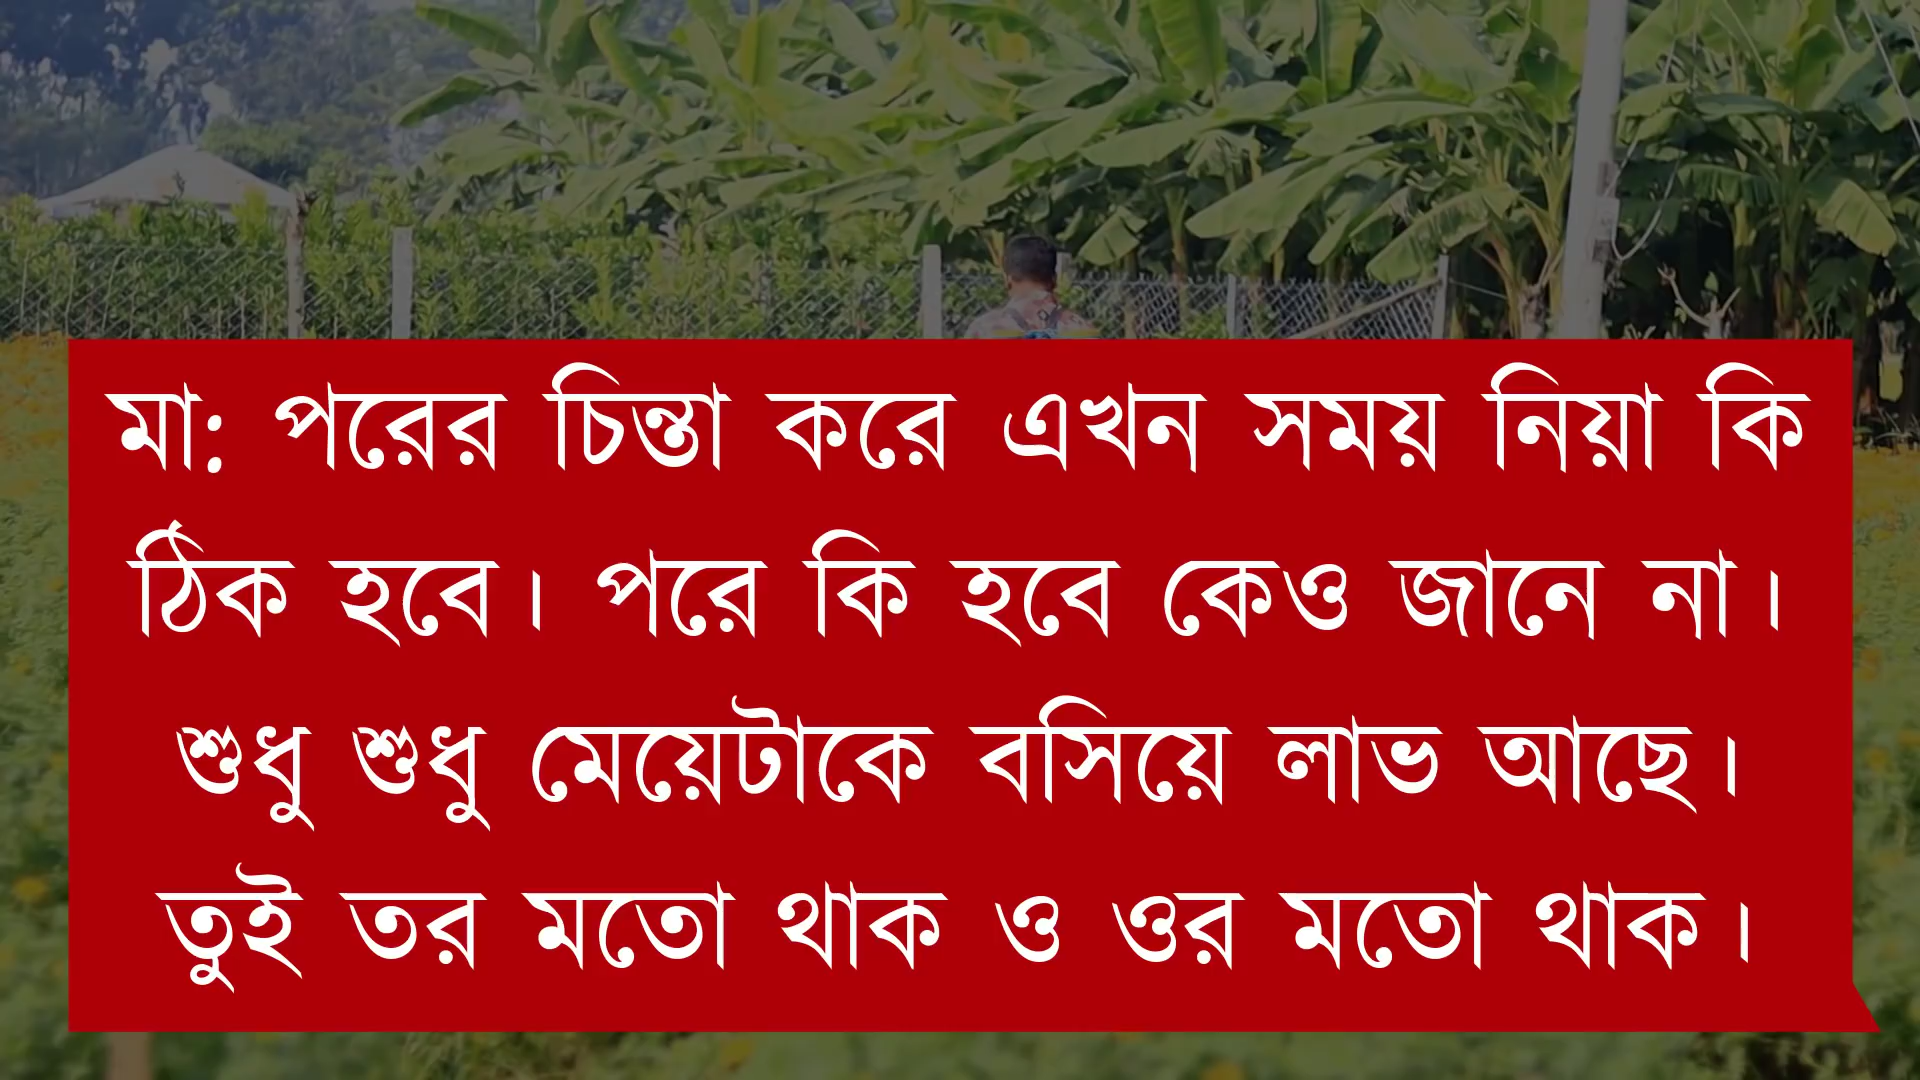 মা: পরের চিন্তা করে এখন সময় নিয়া কি
ঠিক হবে। পরে কি হবে কেও জানে না।
শুধু শুধু মেয়েটাকে বসিয়ে লাভ আছে।
তুই তর মতো থাক ও ওর মতো থাক।